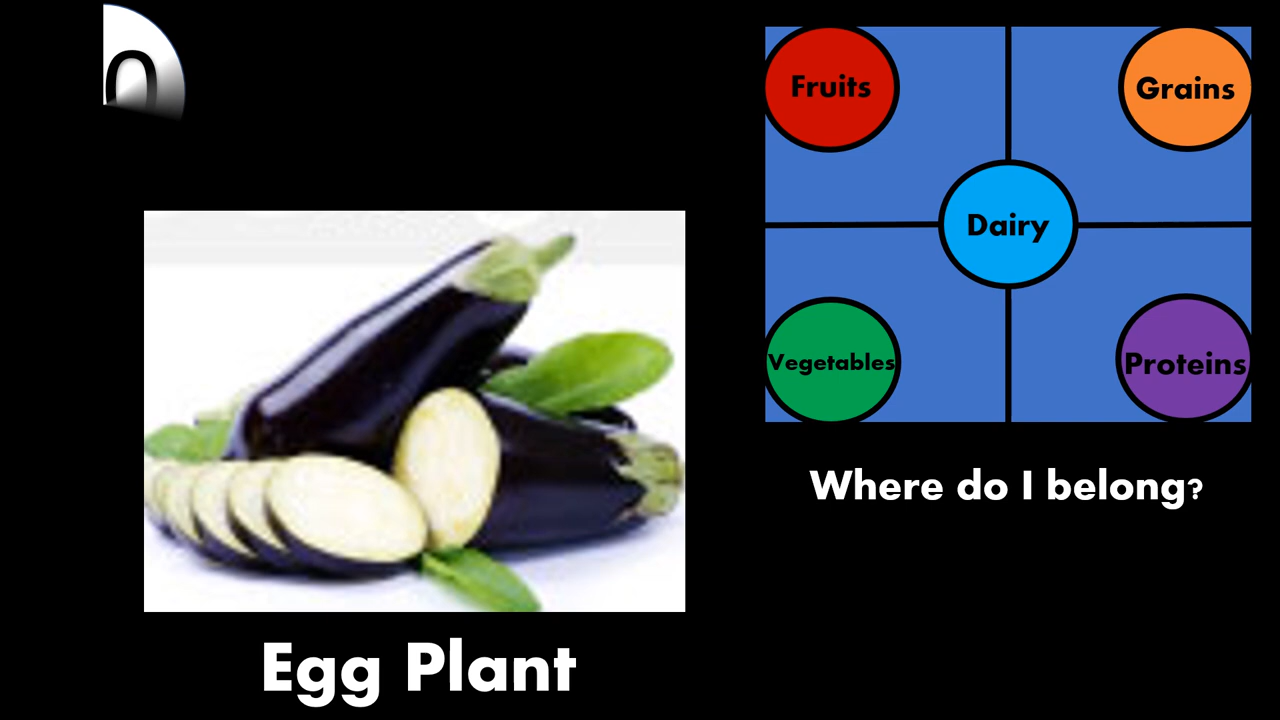 Fruits
Grains
Dairy
Vegetables
Proteins
Where do I belong?
Egg Plant